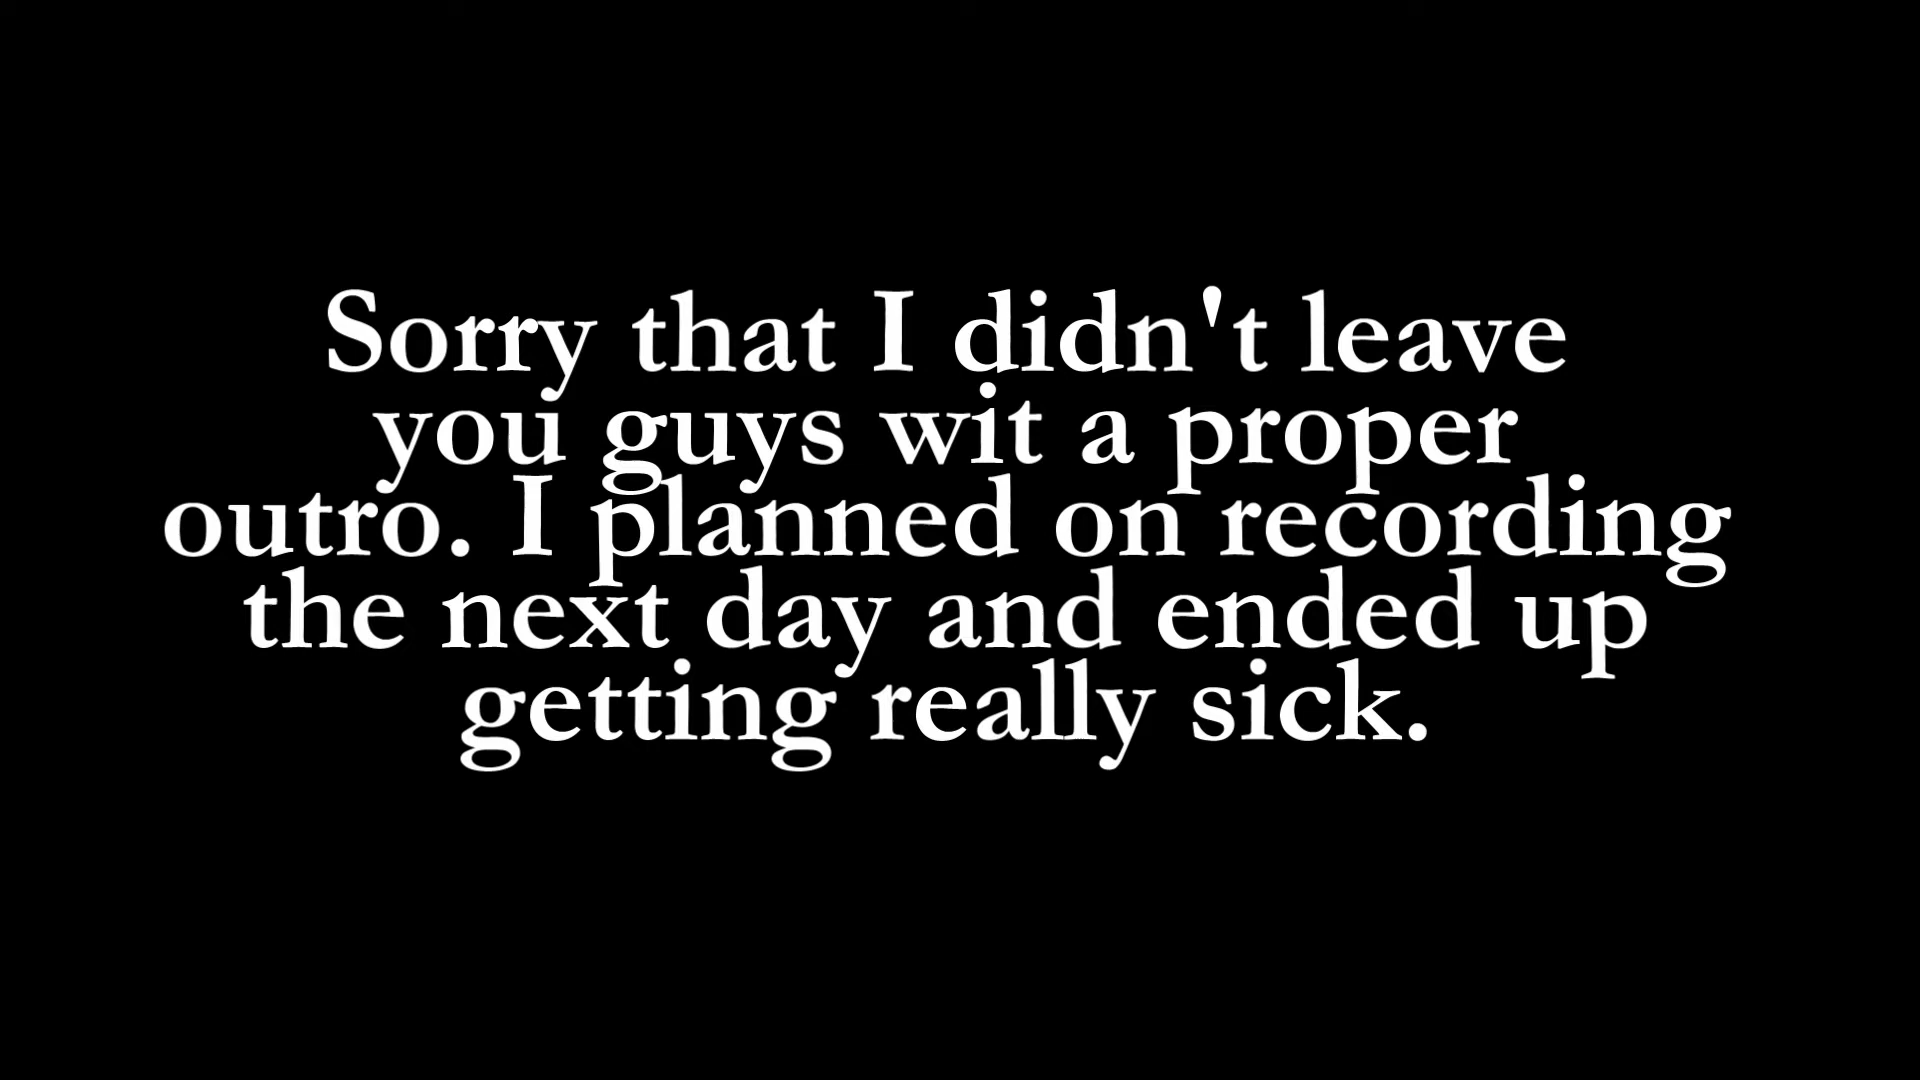 Sorry that I didn't leave
you guys wit a proper
outro. I planned on recording
the next day and ended up
getting really sick.